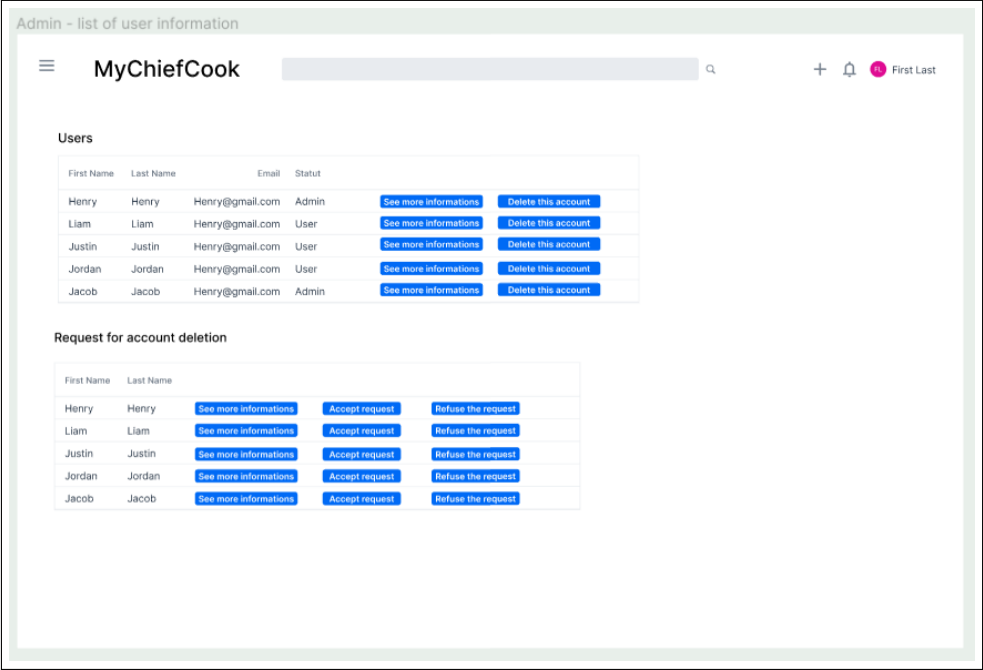 Admin - list of user information
MyChiefCook
FL First Last
Users
First Name Last Name Email Statut
Henry Henry Henry@gmail.com Admin See more informations Delete this account
Liam Liam Henry@gmail.com User See more informations Delete this account
Justin Justin Henry@gmail.com User See more informations Delete this account
Jordan Jordan Henry@gmail.com User See more informations Delete this account
Jacob Jacob Henry@gmail.com Admin See more informations Delete this account
Request for account deletion
First Name Last Name
Henry Henry See more informations Accept request Refuse the request
Liam Liam See more informations Accept request Refuse the request
Justin Justin See more informations Accept request Refuse the request
Jordan Jordan See more informations Accept request Refuse the request
Jacob Jacob See more informations Accept request Refuse the request